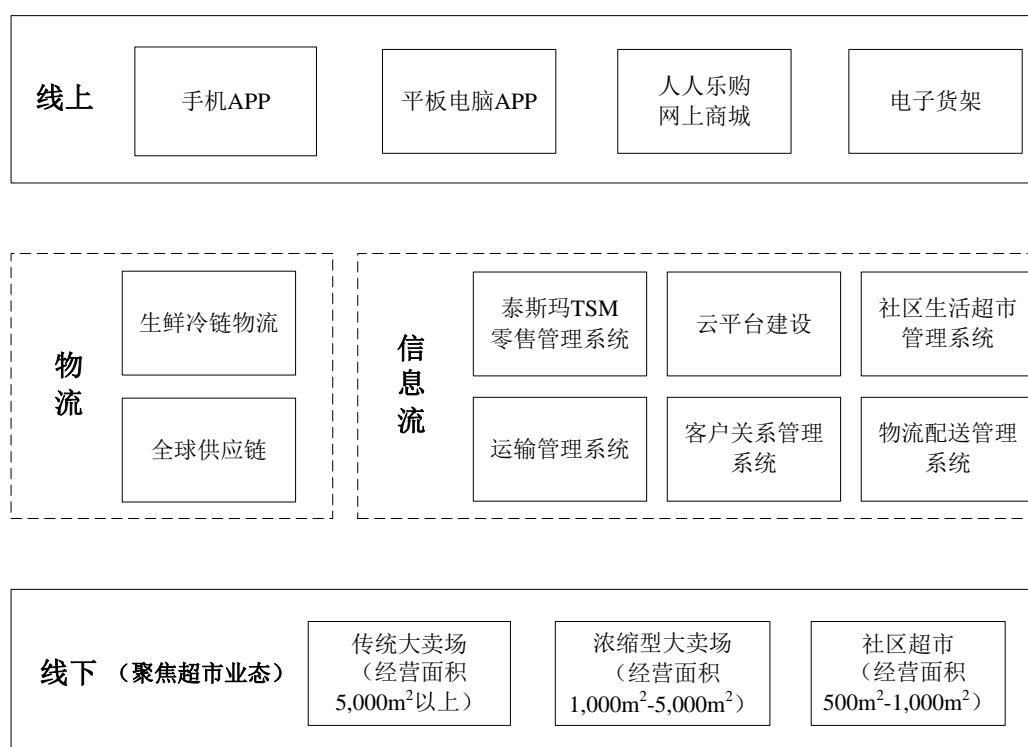 线上
手机APP
平板电脑APP
人人乐购
网上商城
电子货架
物
流
生鲜冷链物流
全球供应链
信
息
流
泰斯玛TSM
零售管理系统
云平台建设
社区生活超市
管理系统
运输管理系统
客户关系管理
系统
物流配送管理
系统
线下（聚焦超市业态）
传统大卖场
（经营面积
5,000m²以上）
浓缩型大卖场
（经营面积
1,000m²-5,000m²）
社区超市
（经营面积
500m²-1,000m²）